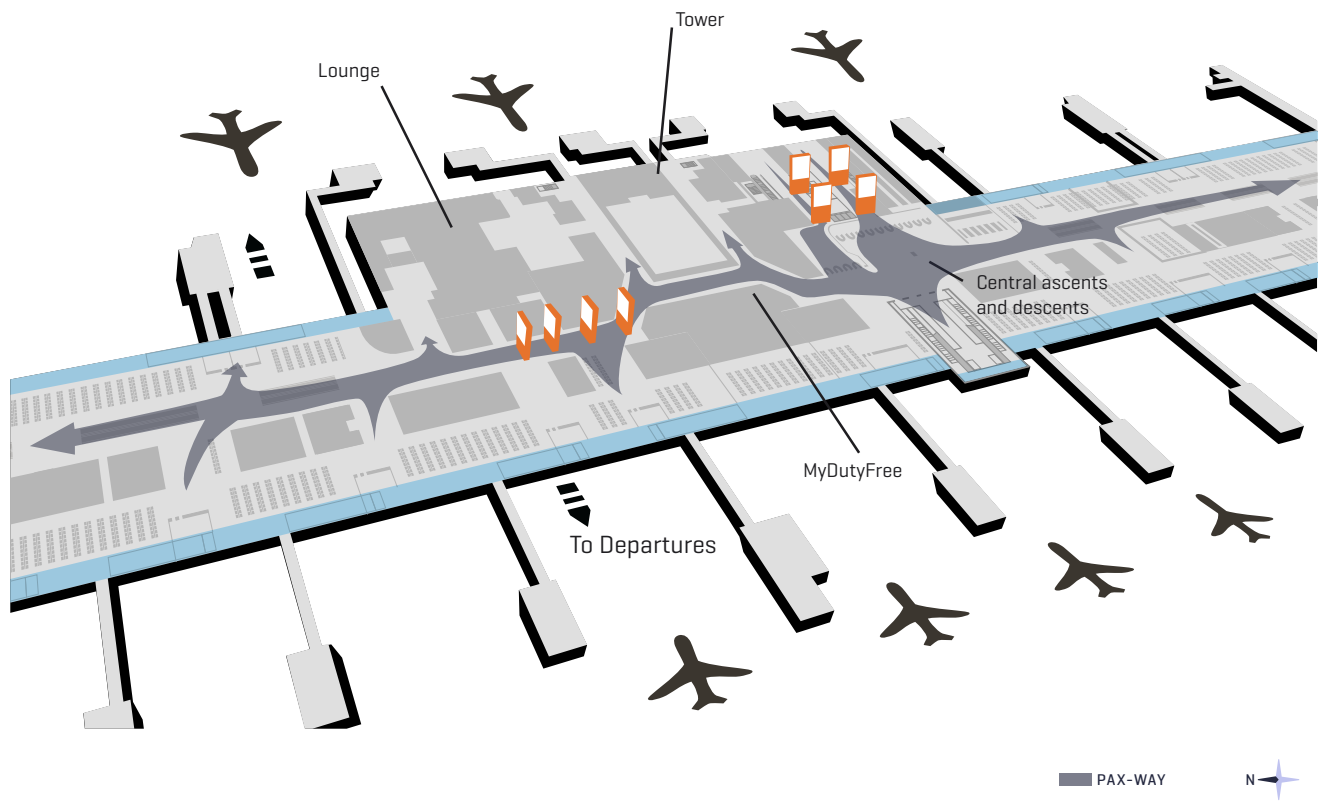 Tower
Lounge
Central ascents
and descents
MyDutyFree
To Departures
PAX-WAY
N